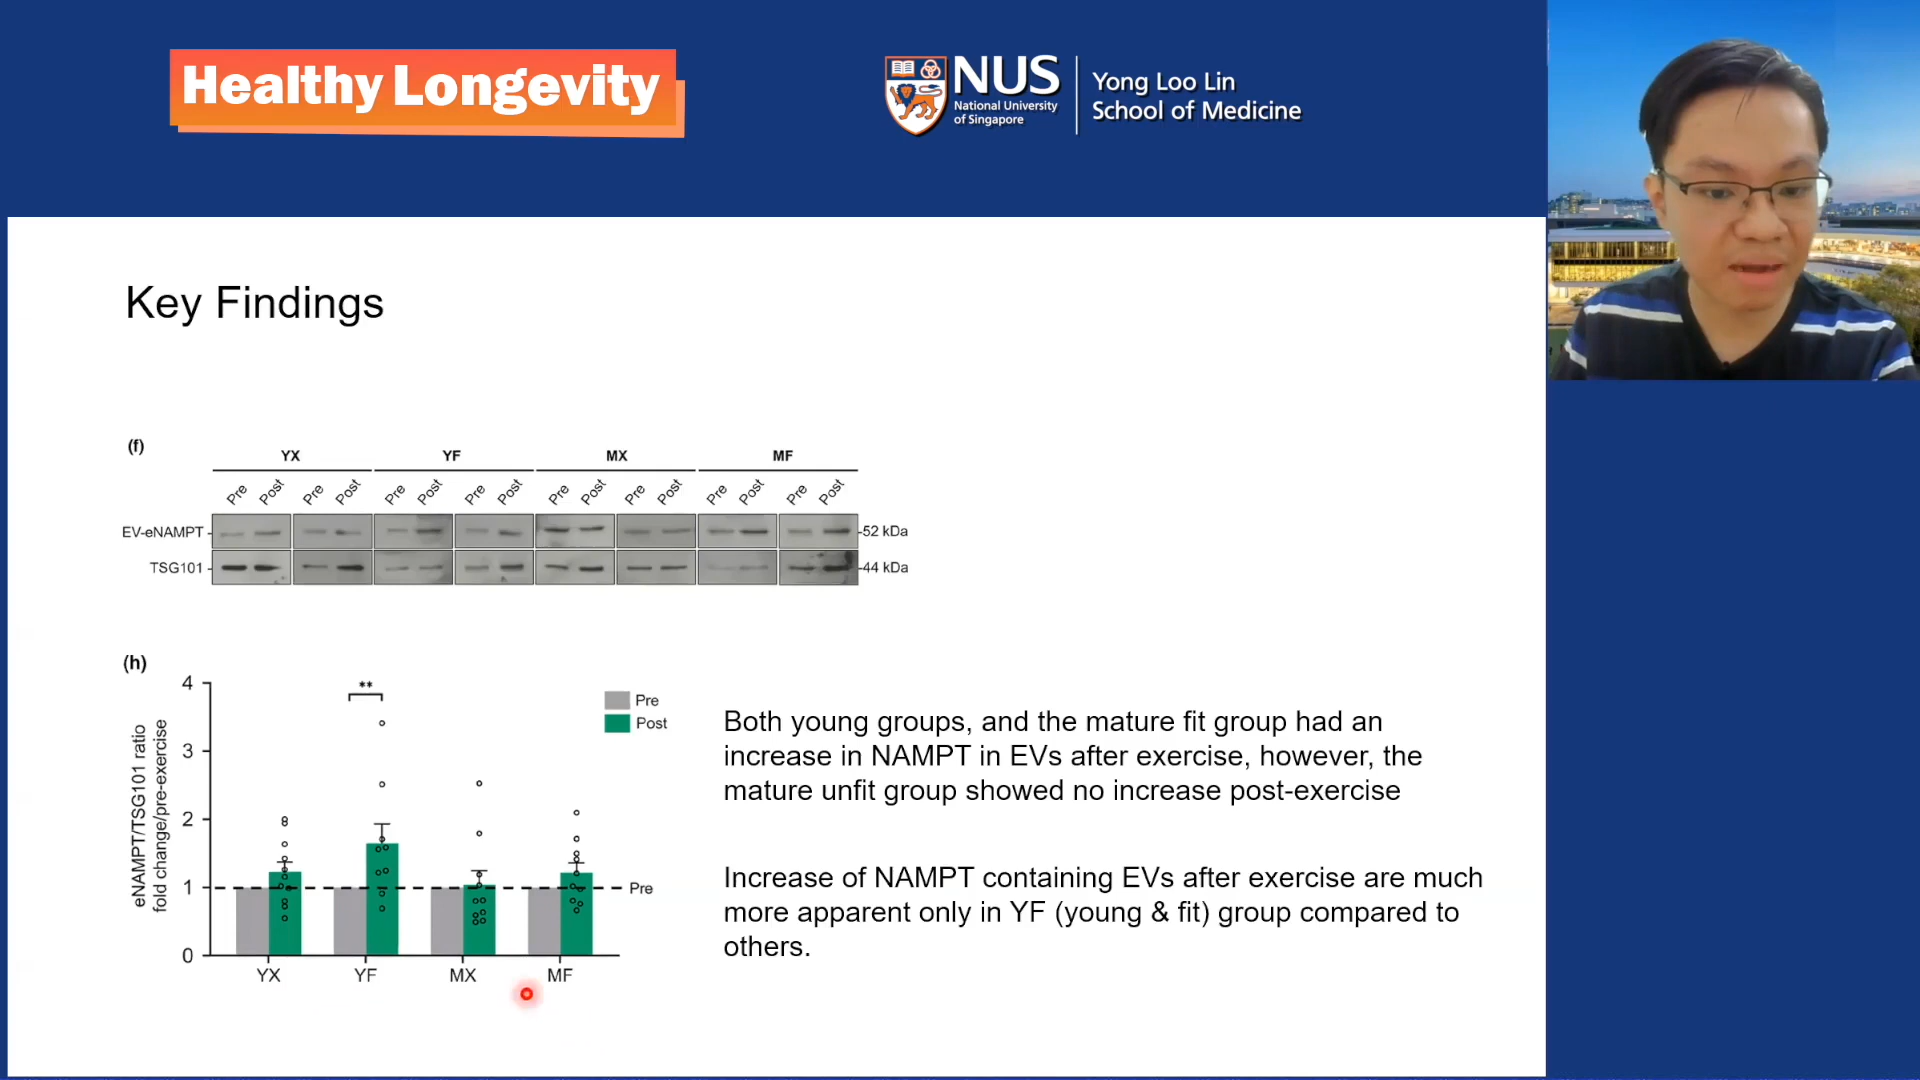 Healthy Longevity
NUS
National University
of Singapore
Yong Loo Lin
School of Medicine
Key Findings
(f)
YX YF MX MF
Pre Post Pre Post Pre Post Pre Post Pre Post Pre Post Pre Post Pre Post
EV-eNAMPT 52 kDa
TSG101 44 kDa
(h)
eNAMPT/TSG101 ratio
fold change/pre-exercise
4
3
2
1
0
**
Pre
Post
Pre
YX YF MX MF
Both young groups, and the mature fit group had an
increase in NAMPT in EVs after exercise, however, the
mature unfit group showed no increase post-exercise
Increase of NAMPT containing EVs after exercise are much
more apparent only in YF (young & fit) group compared to
others.